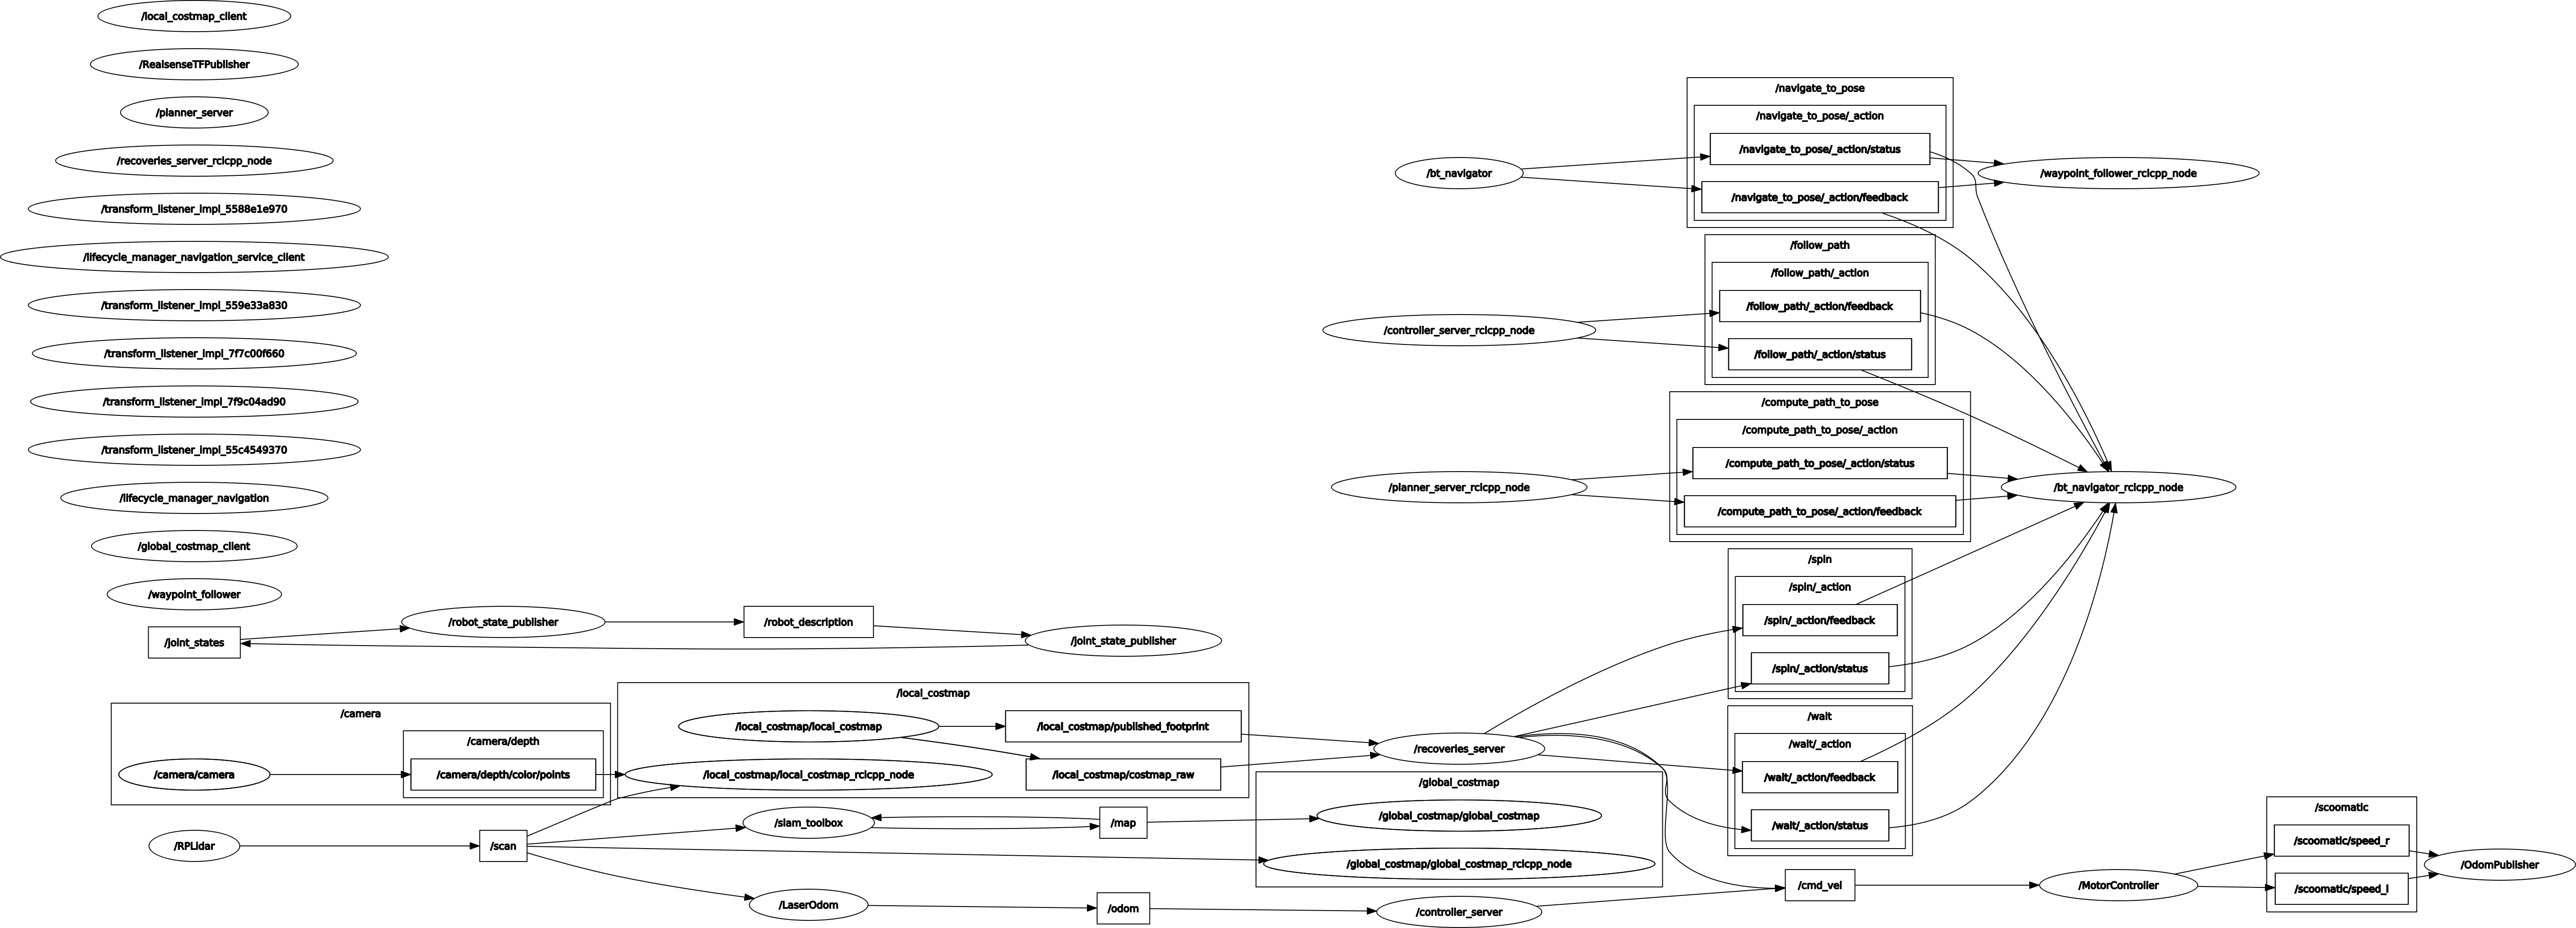 /local_costmap_client
/RealsenseTFPublisher
/planner_server
/recoveries_server_rclcpp_node
/transform_listener_impl_5588e1e970
/lifecycle_manager_navigation_service_client
/transform_listener_impl_559e33a830
/transform_listener_impl_7f7c00f660
/transform_listener_impl_7f9c04ad90
/transform_listener_impl_55c4549370
/lifecycle_manager_navigation
/global_costmap_client
/waypoint_follower
/joint_states
/robot_state_publisher
/robot_description
/joint_state_publisher
/camera
/camera/camera
/camera/depth
/camera/depth/color/points
/local_costmap
/local_costmap/local_costmap
/local_costmap/published_footprint
/local_costmap/local_costmap_rclcpp_node
/local_costmap/costmap_raw
/RPLidar
/scan
/slam_toolbox
/map
/LaserOdom
/odom
/global_costmap
/global_costmap/global_costmap
/global_costmap/global_costmap_rclcpp_node
/bt_navigator
/controller_server_rclcpp_node
/planner_server_rclcpp_node
/recoveries_server
/controller_server
/navigate_to_pose
/navigate_to_pose/_action
/navigate_to_pose/_action/status
/navigate_to_pose/_action/feedback
/follow_path
/follow_path/_action
/follow_path/_action/feedback
/follow_path/_action/status
/compute_path_to_pose
/compute_path_to_pose/_action
/compute_path_to_pose/_action/status
/compute_path_to_pose/_action/feedback
/spin
/spin/_action
/spin/_action/feedback
/spin/_action/status
/wait
/wait/_action
/wait/_action/feedback
/wait/_action/status
/cmd_vel
/waypoint_follower_rclcpp_node
/bt_navigator_rclcpp_node
/MotorController
/scoomatic
/scoomatic/speed_r
/scoomatic/speed_l
/OdomPublisher